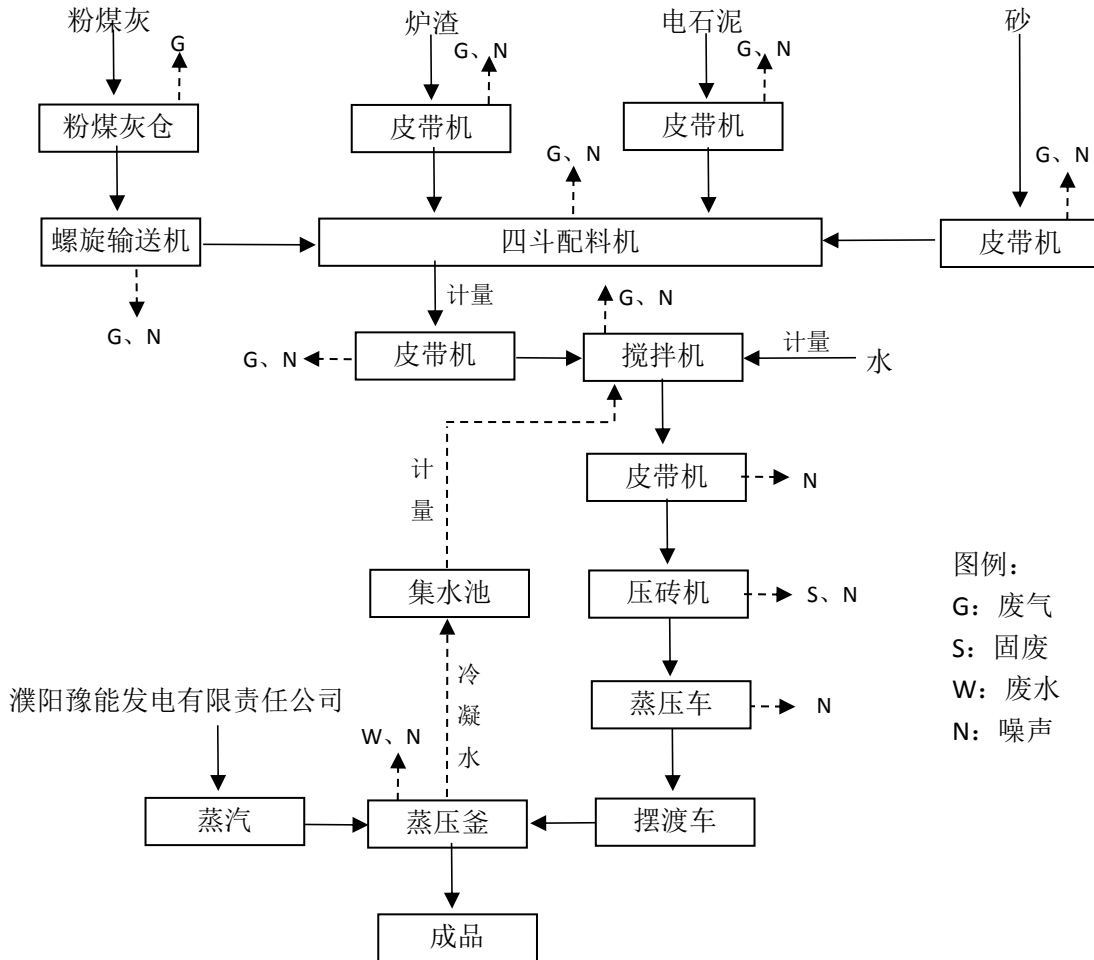 粉煤灰
炉渣
电石泥
砂
G
G、N
G、N
粉煤灰仓
皮带机
皮带机
G、N
G、N
螺旋输送机
四斗配料机
皮带机
计量
G、N
G、N
G、N
皮带机
搅拌机
计量
水
计量
皮带机
N
集水池
压砖机
S、N
图例：
G：废气
S：固废
W：废水
N：噪声
冷凝水
蒸压车
N
濮阳豫能发电有限责任公司
W、N
蒸汽
蒸压釜
摆渡车
成品